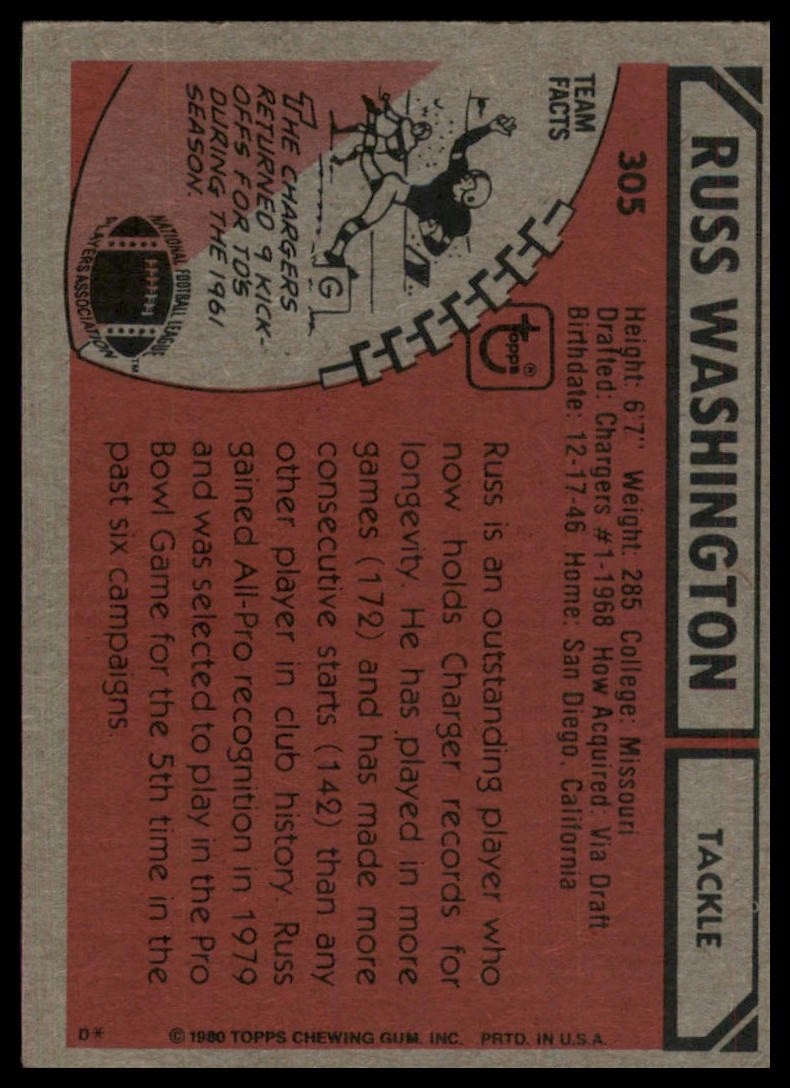 RUSS WASHINGTON
TACKLE
305
Height: 6'7" Weight: 285 College: Missouri
Drafted: Chargers #1-1968 How Acquired: Via Draft
Birthdate: 12-17-46 Home: San Diego, California
TEAM
FACTS
G
THE CHARGERS
RETURNED 9 KICK-
OFFS FOR TD'S
DURING THE 1961
SEASON.
NATIONAL FOOTBALL LEAGUE
PLAYERS ASSOCIATION™
topps®
Russ is an outstanding player who
now holds Charger records for
longevity. He has played in more
games (172) and has made more
consecutive starts (142) than any
other player in club history. Russ
gained All-Pro recognition in 1979
and was selected to play in the Pro
Bowl Game for the 5th time in the
past six campaigns.
D*
© 1980 TOPPS CHEWING GUM, INC. PRTD. IN U.S.A.